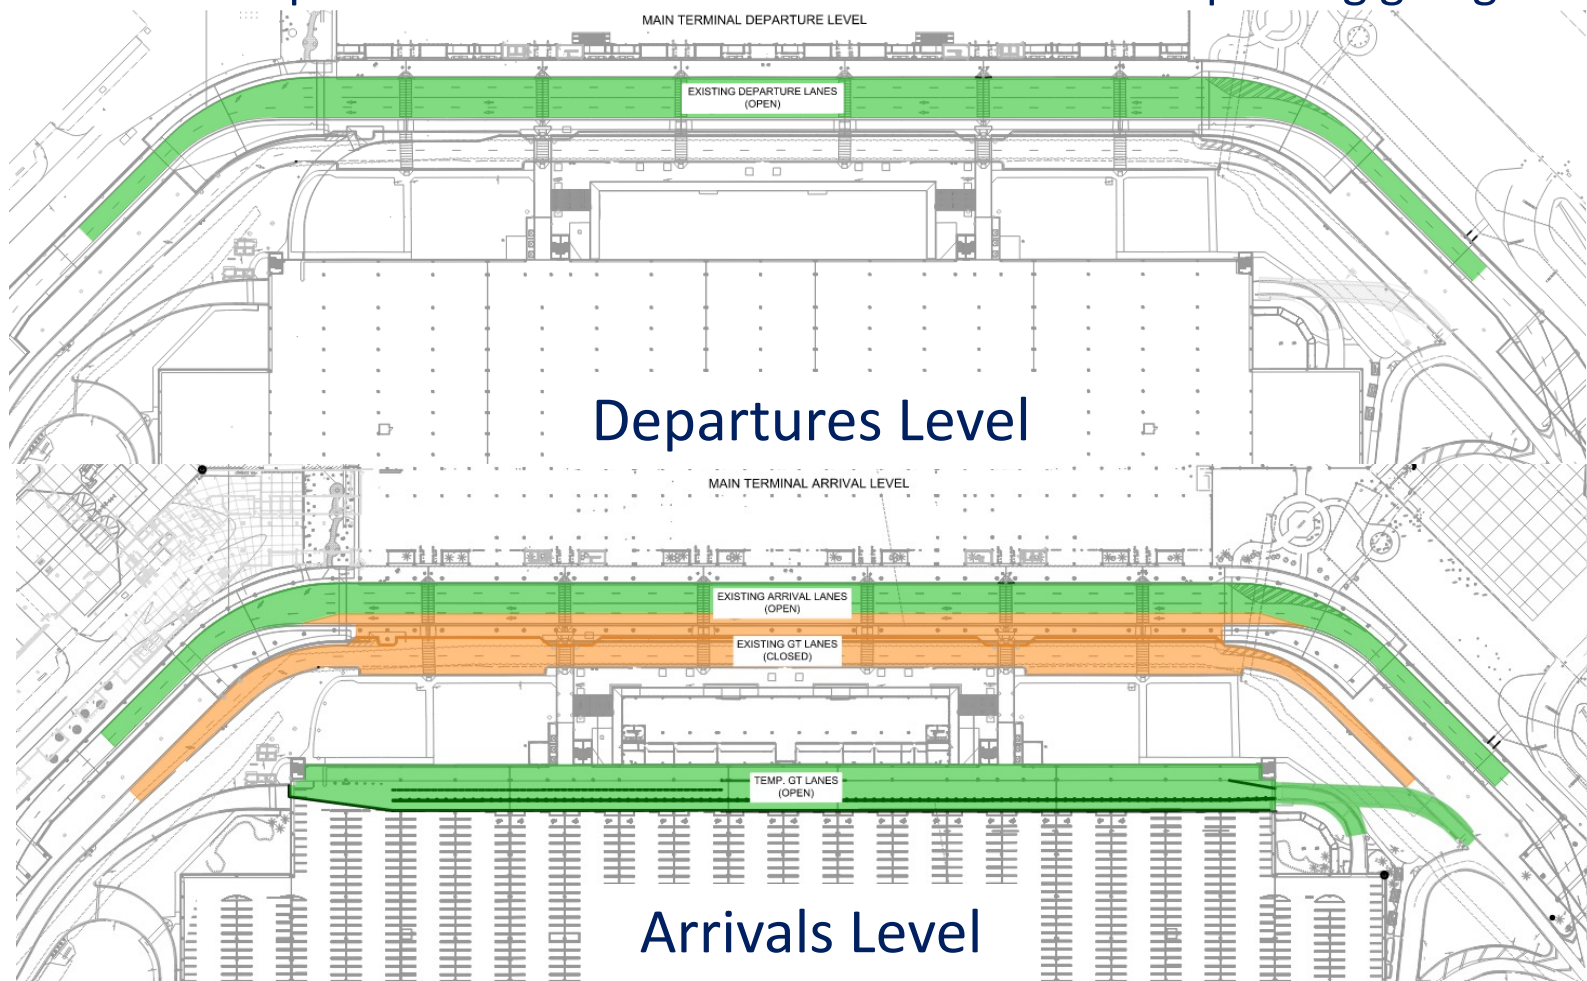 MAIN TERMINAL DEPARTURE LEVEL
EXISTING DEPARTURE LANES
(OPEN)
Departures Level
MAIN TERMINAL ARRIVAL LEVEL
EXISTING ARRIVAL LANES
(OPEN)
EXISTING GT LANES
(CLOSED)
TEMP. GT LANES
(OPEN)
Arrivals Level